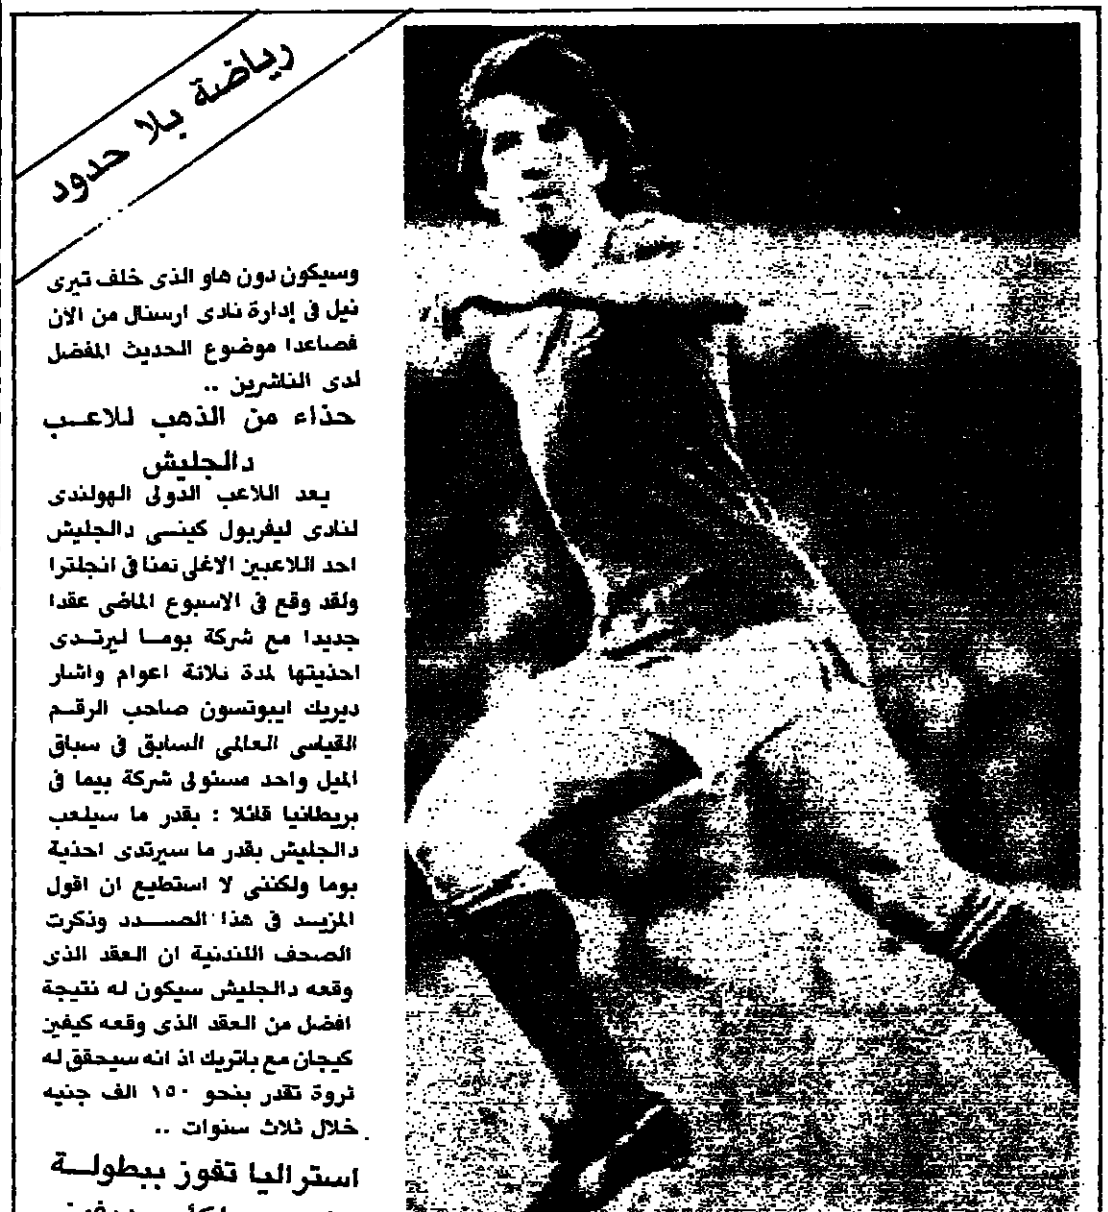 رياضة بلا حدود
وسيكون دون هاو الذى خلف تيرى
نيل فى إدارة نادى ارسنال من الان
فصاعدا موضوع الحديث المفضل
لدى الناشرين ..
حذاء من الذهب للاعب
دالجليش
يعد اللاعب الدولى الهولندى
لنادى ليفربول كينى دالجليش
احد اللاعبين الاغلى ثمنا فى انجلترا
ولقد وقع فى الاسبوع الماضى عقدا
جديدا مع شركة بوما ليرتدى
احذيتها لمدة ثلاثة اعوام واشار
ديريك ايبوتسون صاحب الرقم
القياسى العالمى السابق فى سباق
الميل واحد مسئولى شركة بيما فى
بريطانيا قائلا : بقدر ما سيلعب
دالجليش بقدر ما سيرتدى احذية
بوما ولكننى لا استطيع ان اقول
المزيد فى هذا الصدد وذكرت
الصحف اللندنية ان العقد الذى
وقعه دالجليش سيكون له نتيجة
افضل من العقد الذى وقعه كيفين
كيجان مع باتريك اذ انه سيحقق له
ثروة تقدر بنحو ١٥٠ الف جنيه
خلال ثلاث سنوات ..
استراليا تفوز ببطولة